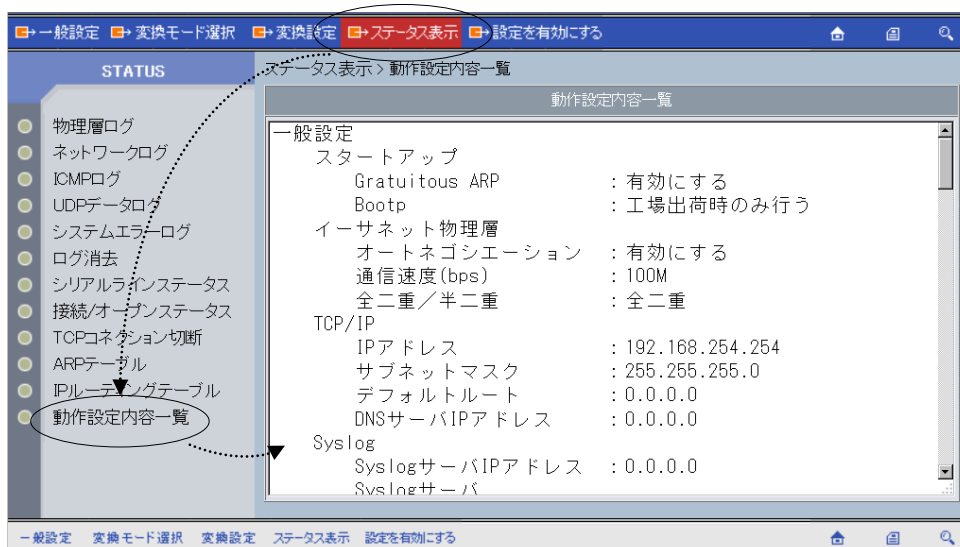 一般設定 変換モード選択 変換設定 ステータス表示 設定を有効にする
STATUS
物理層ログ
ネットワークログ
ICMPログ
UDPデータログ
システムエラーログ
ログ消去
シリアルラインステータス
接続/オープンステータス
TCPコネクション切断
ARPテーブル
IPルーティングテーブル
動作設定内容一覧
ステータス表示>動作設定内容一覧
動作設定内容一覧
一般設定
スタートアップ
Gratuitous ARP :有効にする
Bootp :工場出荷時のみ行う
イーサネット物理層
オートネゴシエーション :有効にする
通信速度(bps) :100M
全二重/半二重 :全二重
TCP/IP
IPアドレス :192.168.254.254
サブネットマスク :255.255.255.0
デフォルトルート :0.0.0.0
DNSサーバIPアドレス :0.0.0.0
Syslog
SyslogサーバIPアドレス :0.0.0.0
Syslogサーバ
一般設定 変換モード選択 変換設定 ステータス表示 設定を有効にする